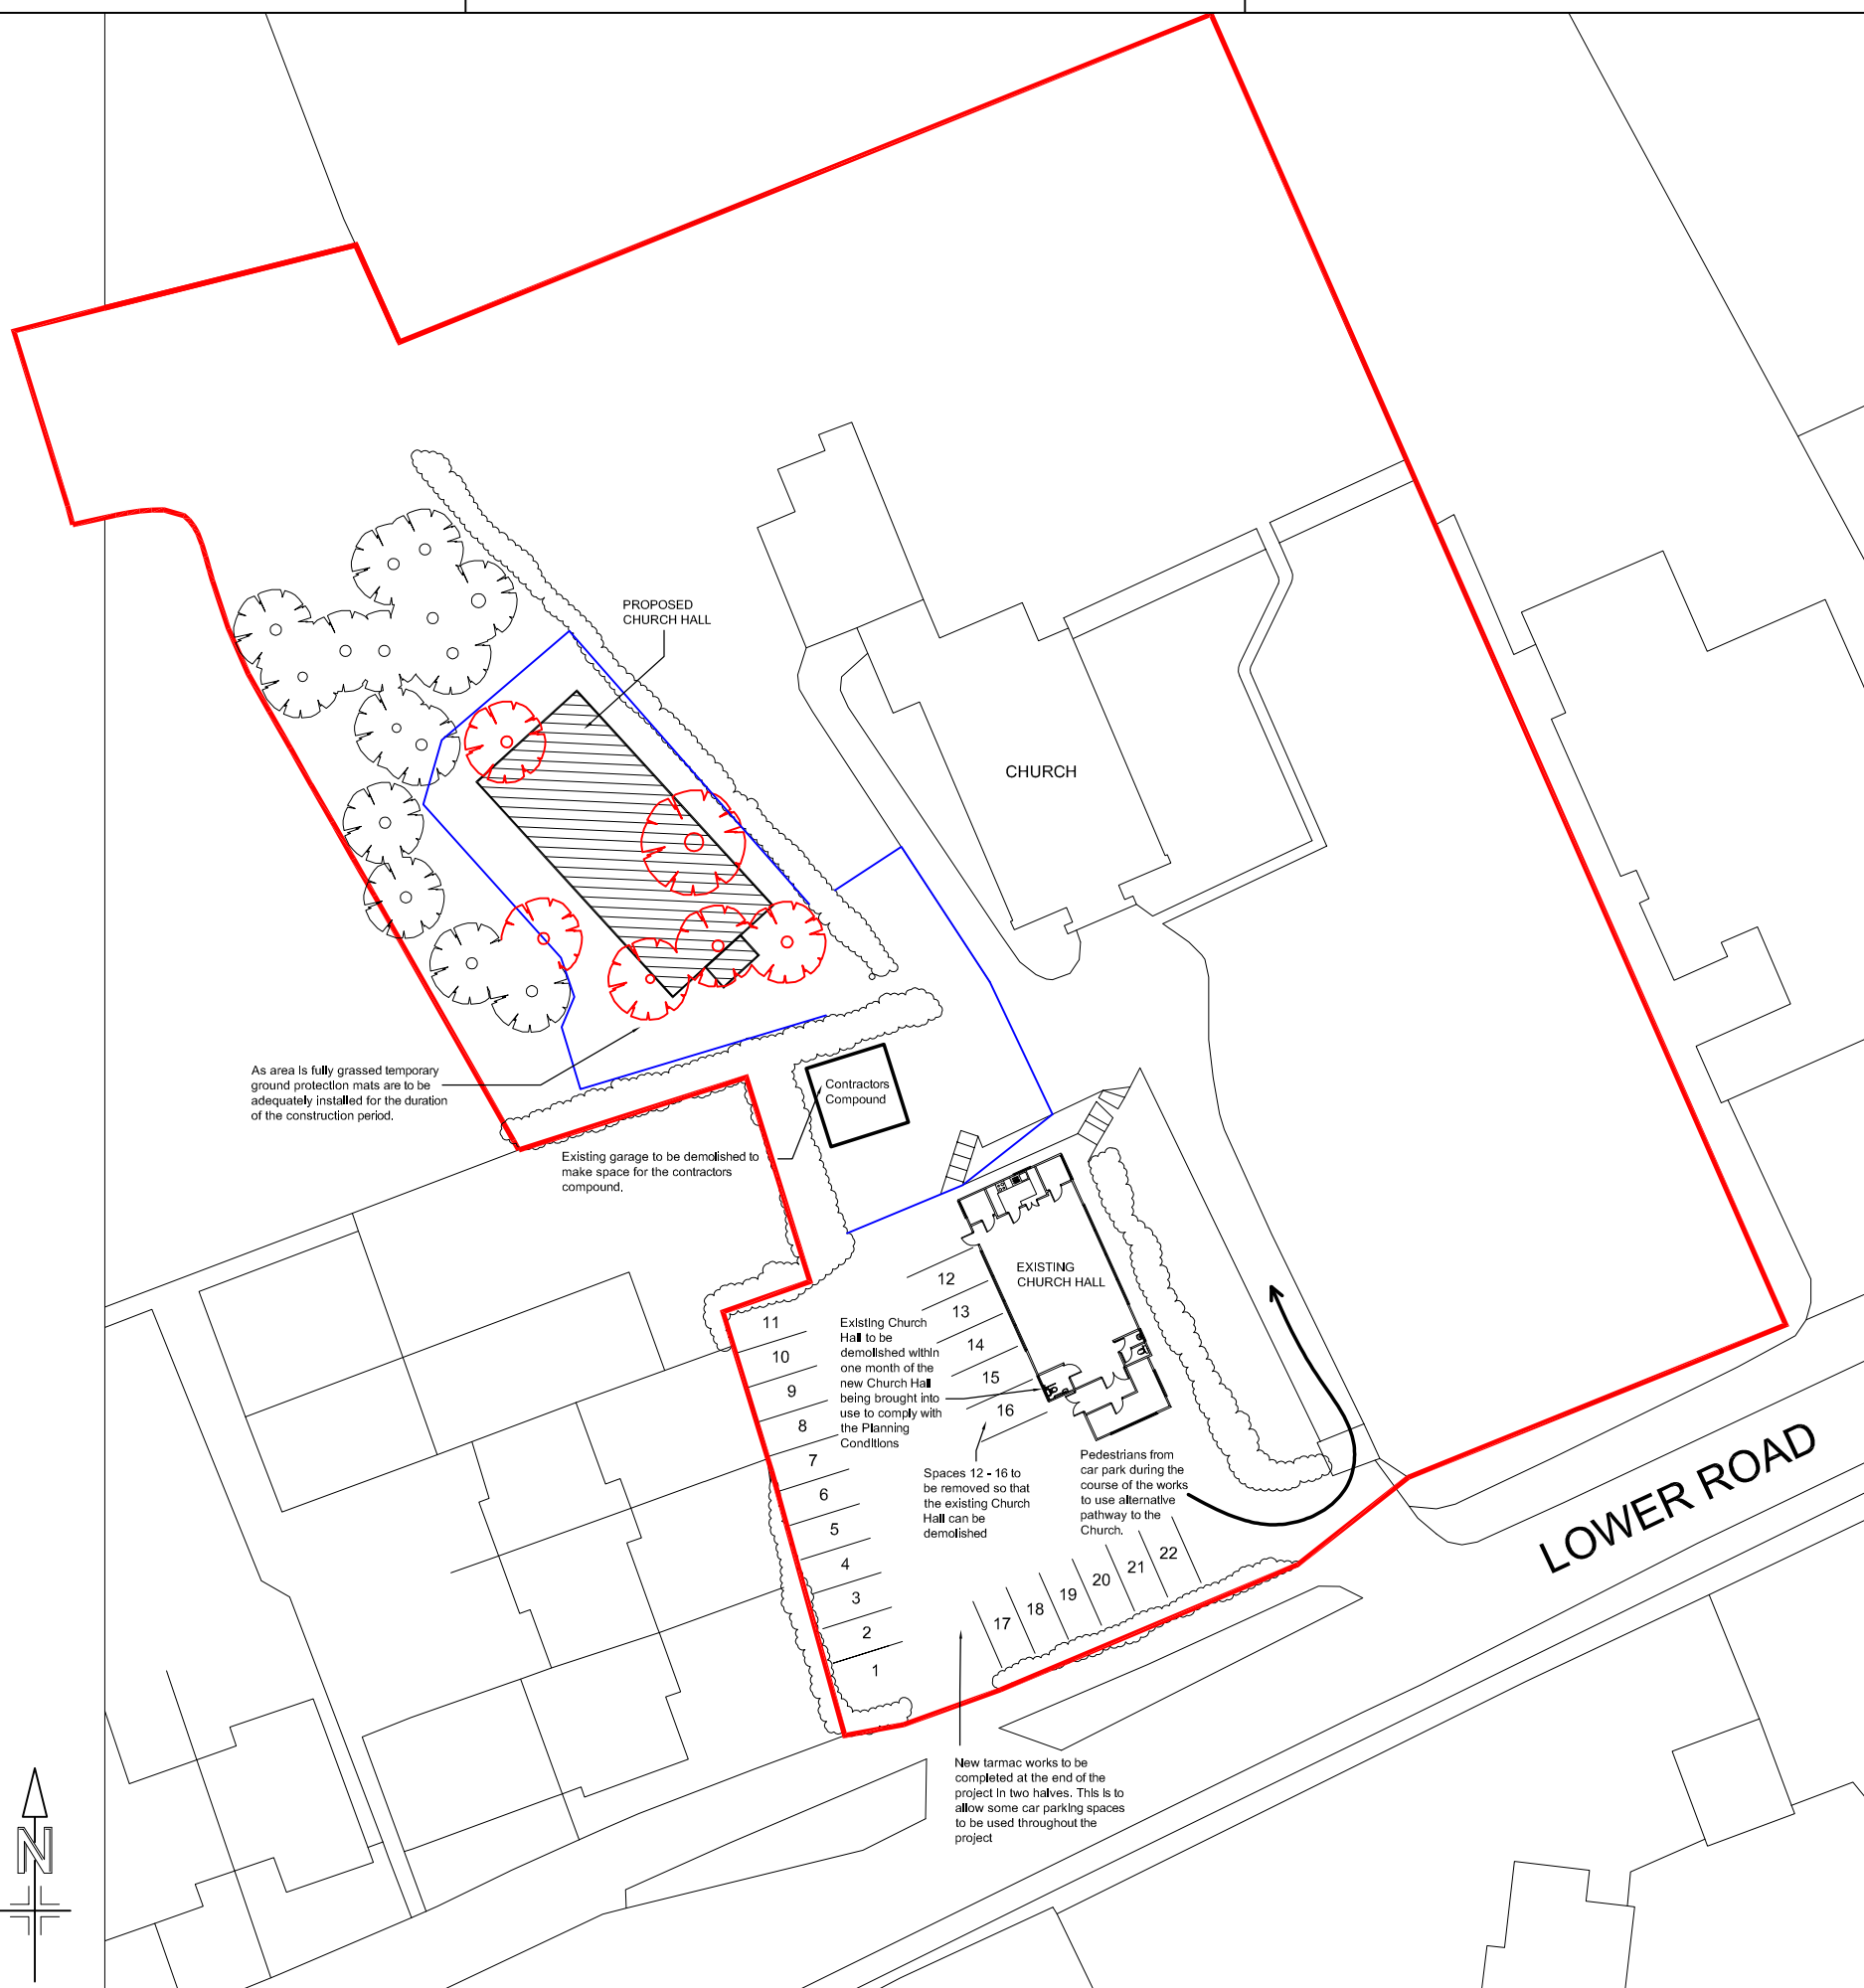 PROPOSED
CHURCH HALL
CHURCH
As area is fully grassed temporary
ground protection mats are to be
adequately installed for the duration
of the construction period.
Contractors
Compound
Existing garage to be demolished to
make space for the contractors
compound.
EXISTING
CHURCH HALL
12
13
14
15
16
11
10
9
8
7
6
5
4
3
2
1
Existing Church
Hall to be
demolished within
one month of the
new Church Hall
being brought into
use to comply with
the Planning
Conditions
Spaces 12 - 16 to
be removed so that
the existing Church
Hall can be
demolished
Pedestrians from
car park during the
course of the works
to use alternative
pathway to the
Church.
17
18
19
20
21
22
LOWER ROAD
New tarmac works to be
completed at the end of the
project in two halves. This is to
allow some car parking spaces
to be used throughout the
project
N